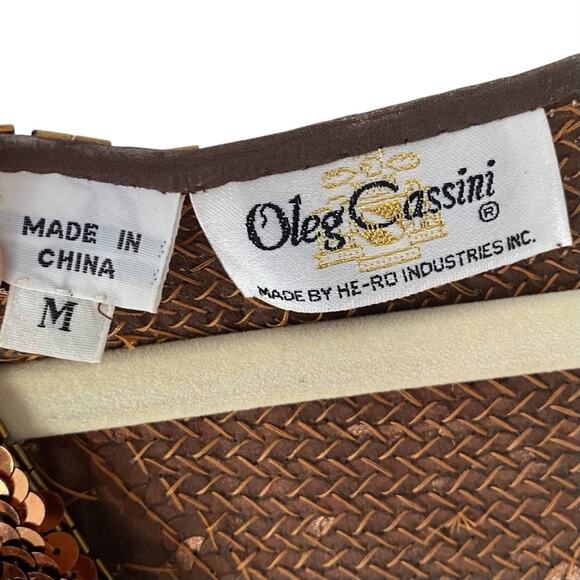 MADE IN
CHINA
M
Oleg Cassini ®
MADE BY HE-RO INDUSTRIES INC.